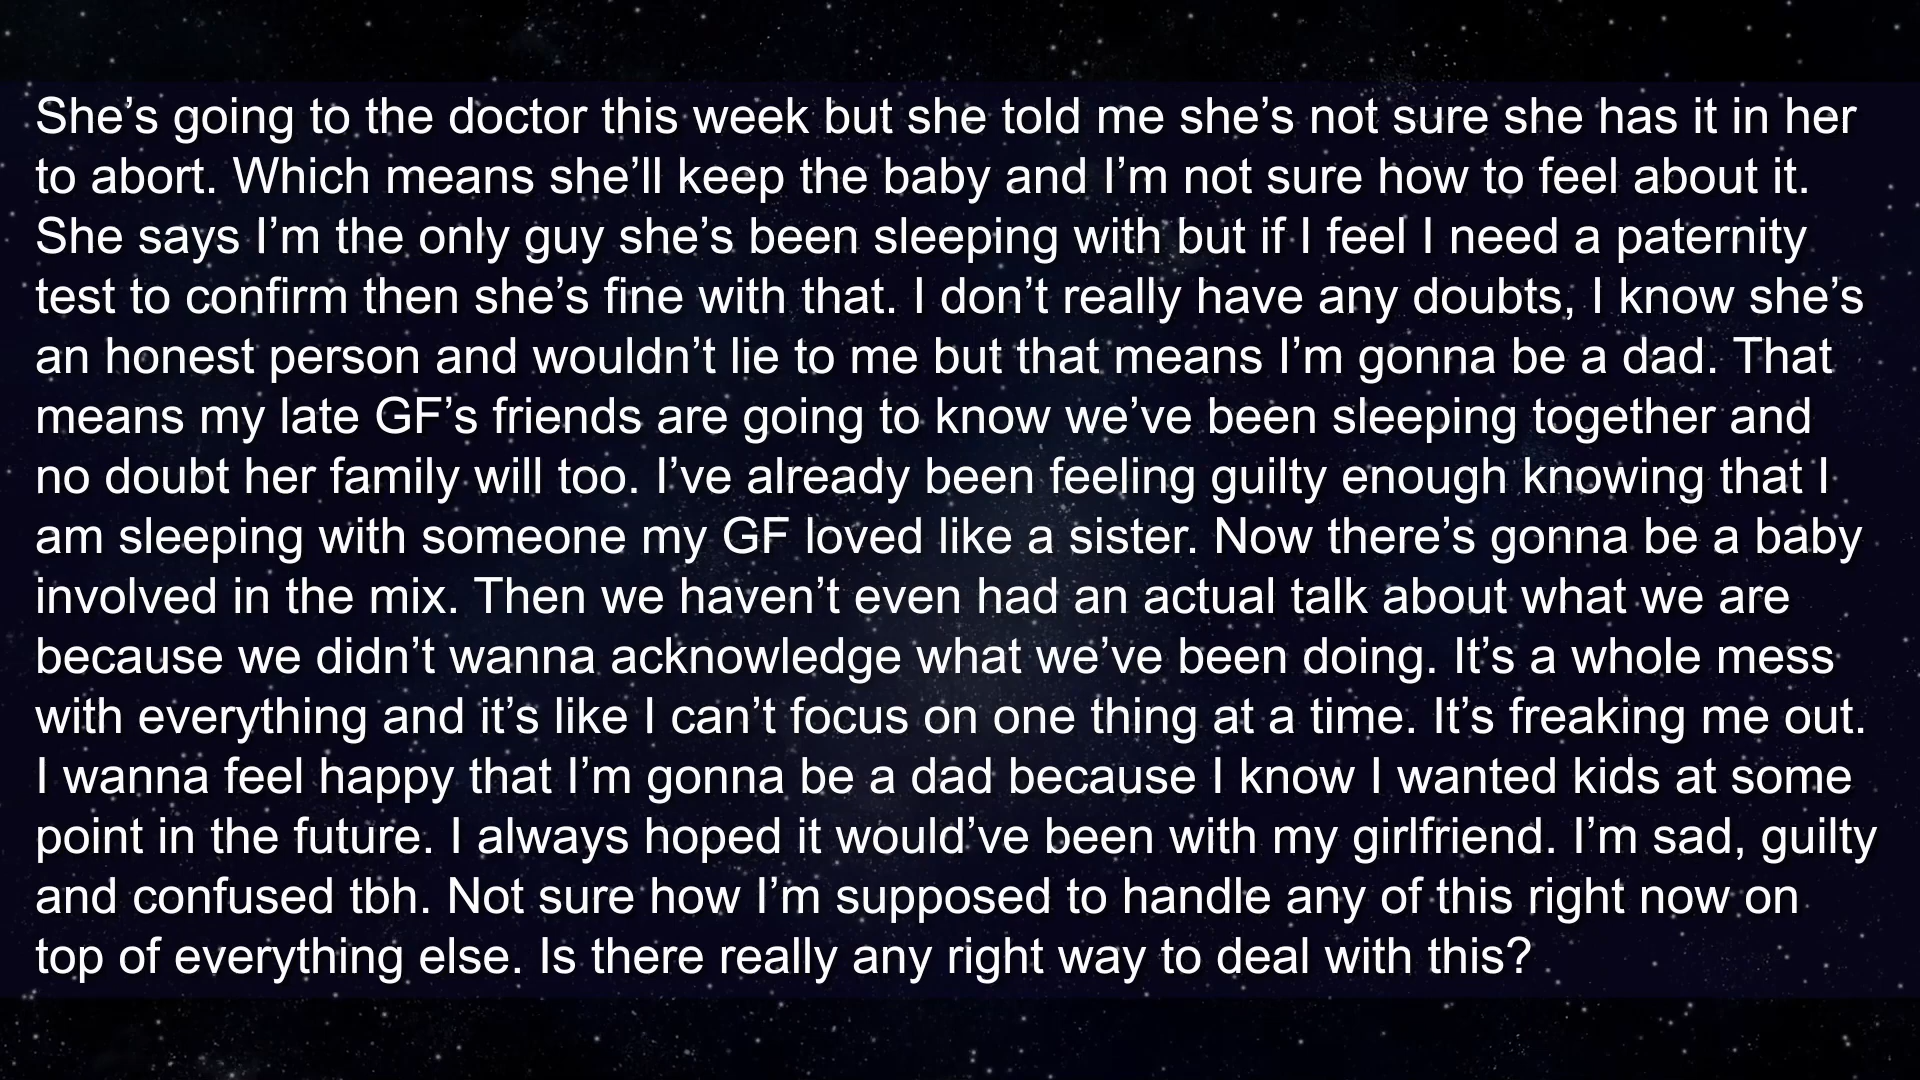 She’s going to the doctor this week but she told me she’s not sure she has it in her
to abort. Which means she’ll keep the baby and I’m not sure how to feel about it.
She says I’m the only guy she’s been sleeping with but if I feel I need a paternity
test to confirm then she’s fine with that. I don’t really have any doubts, I know she’s
an honest person and wouldn’t lie to me but that means I’m gonna be a dad. That
means my late GF’s friends are going to know we’ve been sleeping together and
no doubt her family will too. I’ve already been feeling guilty enough knowing that I
am sleeping with someone my GF loved like a sister. Now there’s gonna be a baby
involved in the mix. Then we haven’t even had an actual talk about what we are
because we didn’t wanna acknowledge what we’ve been doing. It’s a whole mess
with everything and it’s like I can’t focus on one thing at a time. It’s freaking me out.
I wanna feel happy that I’m gonna be a dad because I know I wanted kids at some
point in the future. I always hoped it would’ve been with my girlfriend. I’m sad, guilty
and confused tbh. Not sure how I’m supposed to handle any of this right now on
top of everything else. Is there really any right way to deal with this?